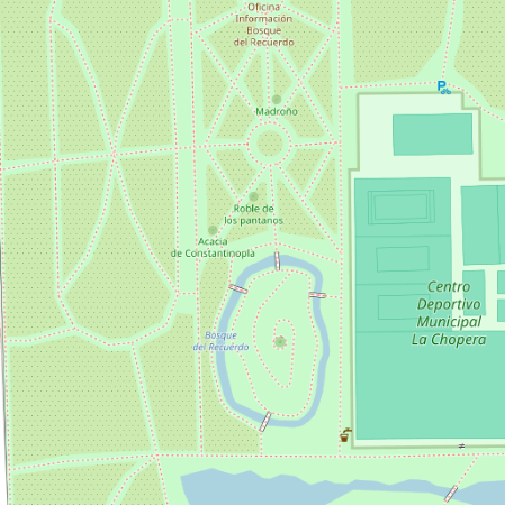 Oficina
Información
Bosque
del Recuerdo
P
Madroño
Roble de
los pantanos
Acacia
de Constantinopla
Centro
Deportivo
Municipal
La Chopera
Bosque
del Recuerdo